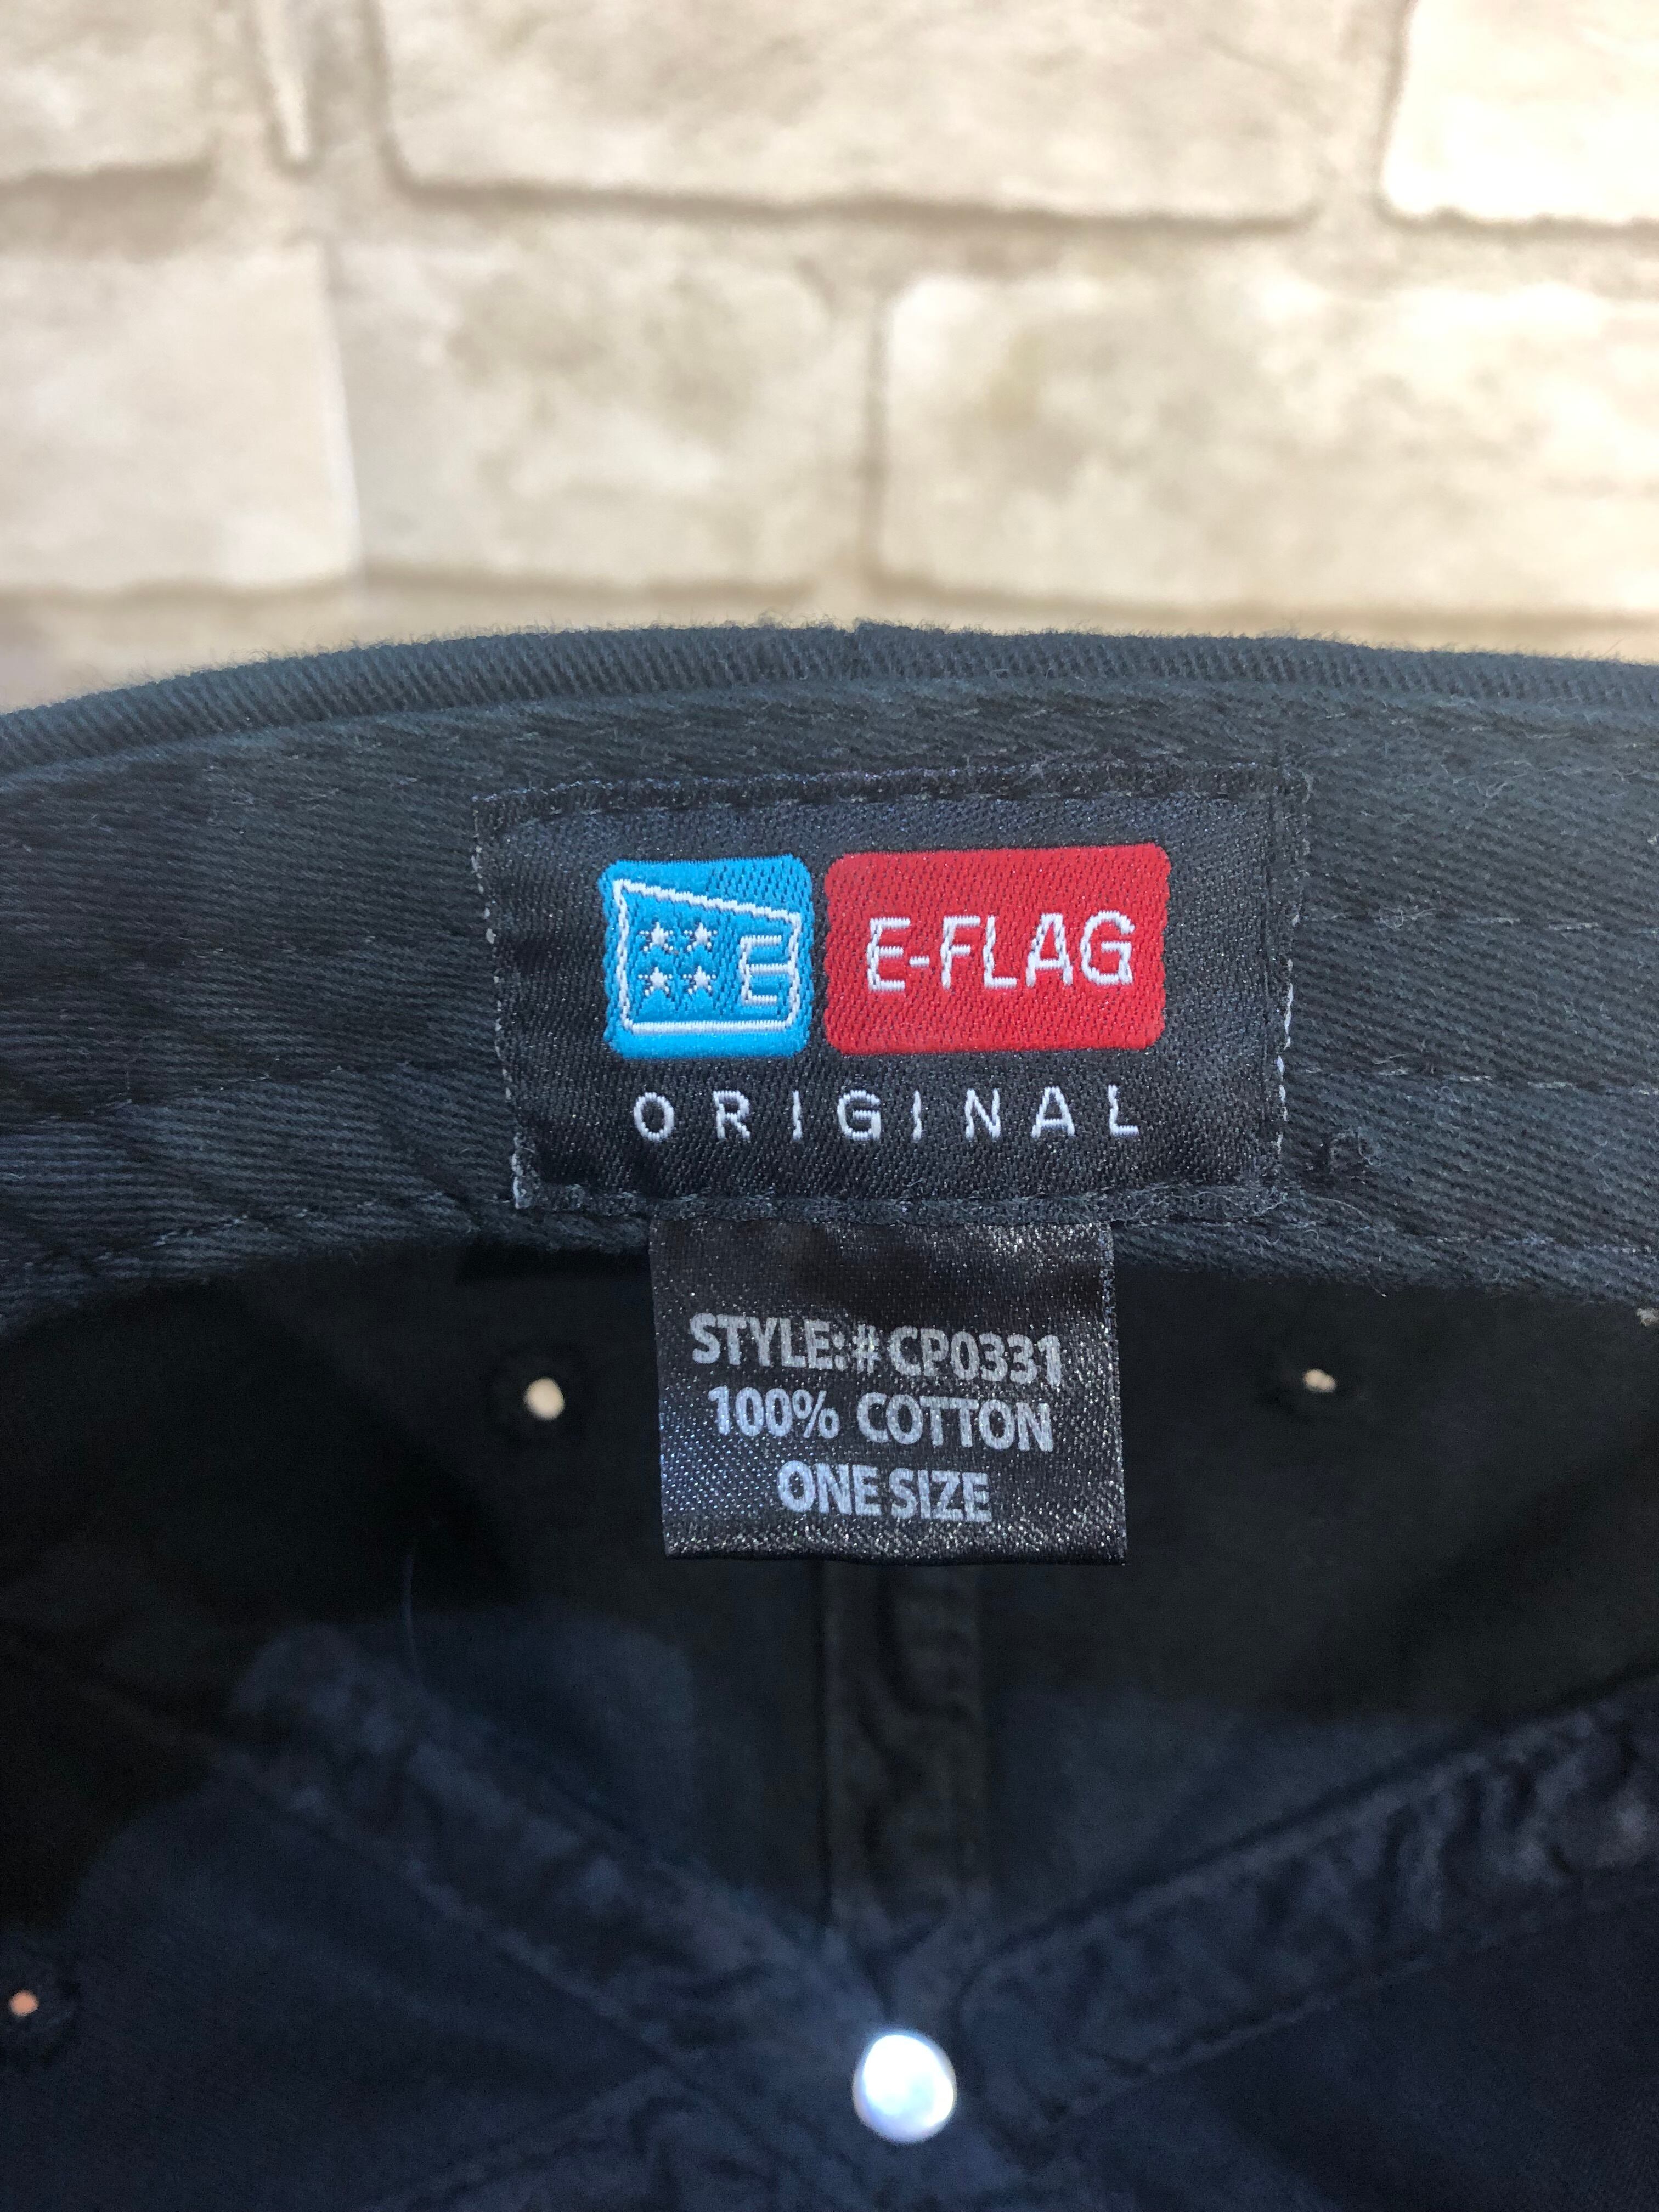 E E-FLAG
ORIGINAL
STYLE:# CP0331
100% COTTON
ONE SIZE